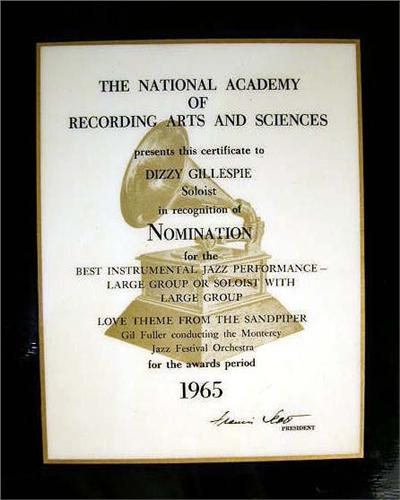 THE NATIONAL ACADEMY
OF
RECORDING ARTS AND SCIENCES
presents this certificate to
DIZZY GILLESPIE
Soloist
in recognition of
NOMINATION
for the
BEST INSTRUMENTAL JAZZ PERFORMANCE –
LARGE GROUP OR SOLOIST WITH
LARGE GROUP
LOVE THEME FROM THE SANDPIPER
Gil Fuller conducting the Monterey
Jazz Festival Orchestra
for the awards period
1965
PRESIDENT